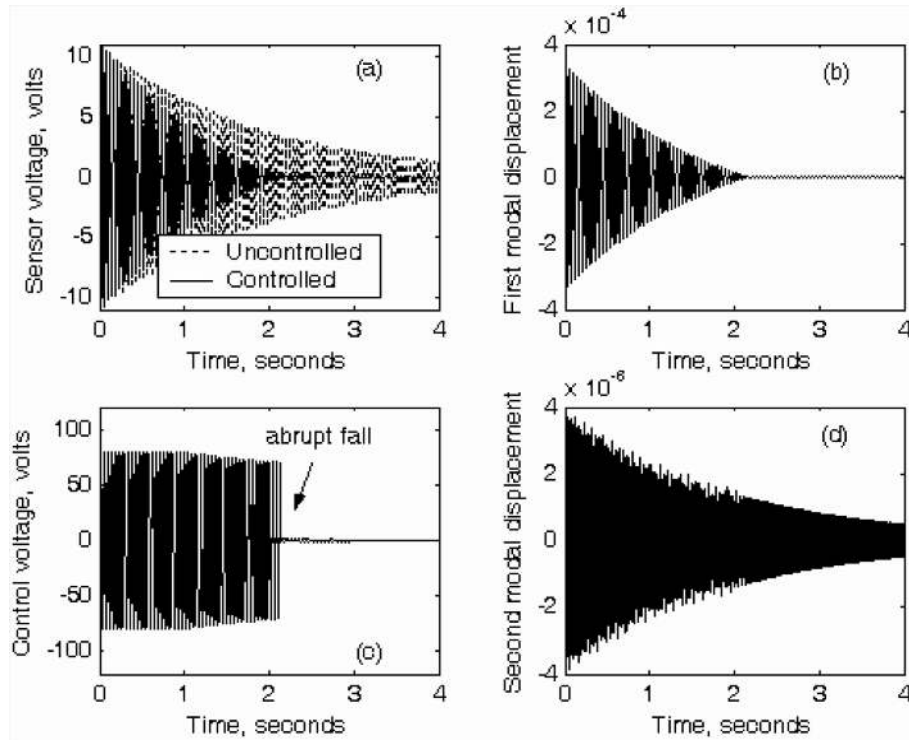 10
5
0
-5
-10
Sensor voltage, volts
(a)
Uncontrolled
Controlled
0 1 2 3 4
Time, seconds
× 10-4
4
2
0
-2
-4
First modal displacement
(b)
0 1 2 3 4
Time, seconds
100
50
0
-50
-100
Control voltage, volts
abrupt fall
(c)
0 1 2 3 4
Time, seconds
× 10-6
4
2
0
-2
-4
Second modal displacement
(d)
0 1 2 3 4
Time, seconds